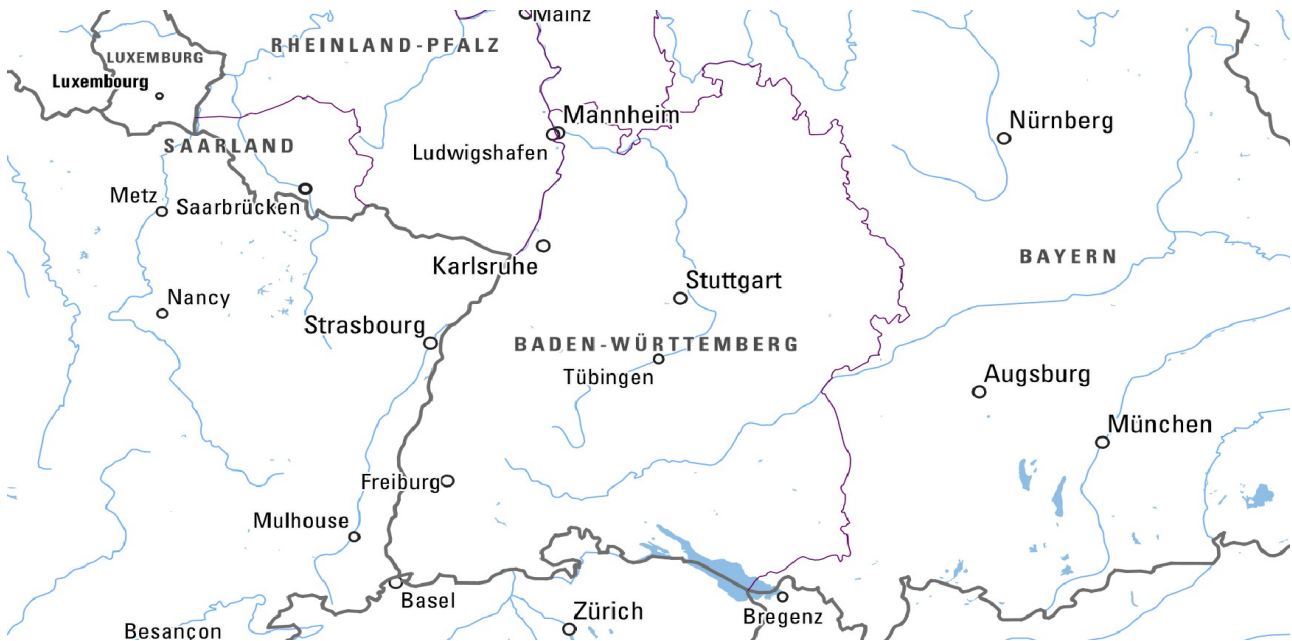 Mainz
RHEINLAND-PFALZ
LUXEMBURG
Luxembourg
Mannheim
Nürnberg
SAARLAND
Ludwigshafen
Metz
Saarbrücken
BAYERN
Karlsruhe
Stuttgart
Nancy
Strasbourg
BADEN-WÜRTTEMBERG
Tübingen
Augsburg
München
Freiburg
Mulhouse
Basel
Zürich
Bregenz
Besançon